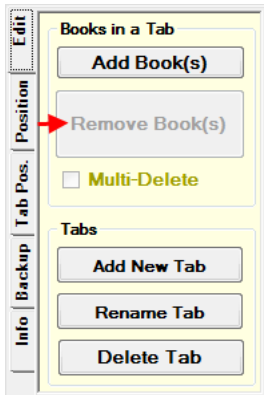 Edit
Position
Tab Pos.
Backup
Info
Books in a Tab
Add Book(s)
Remove Book(s)
Multi-Delete
Tabs
Add New Tab
Rename Tab
Delete Tab